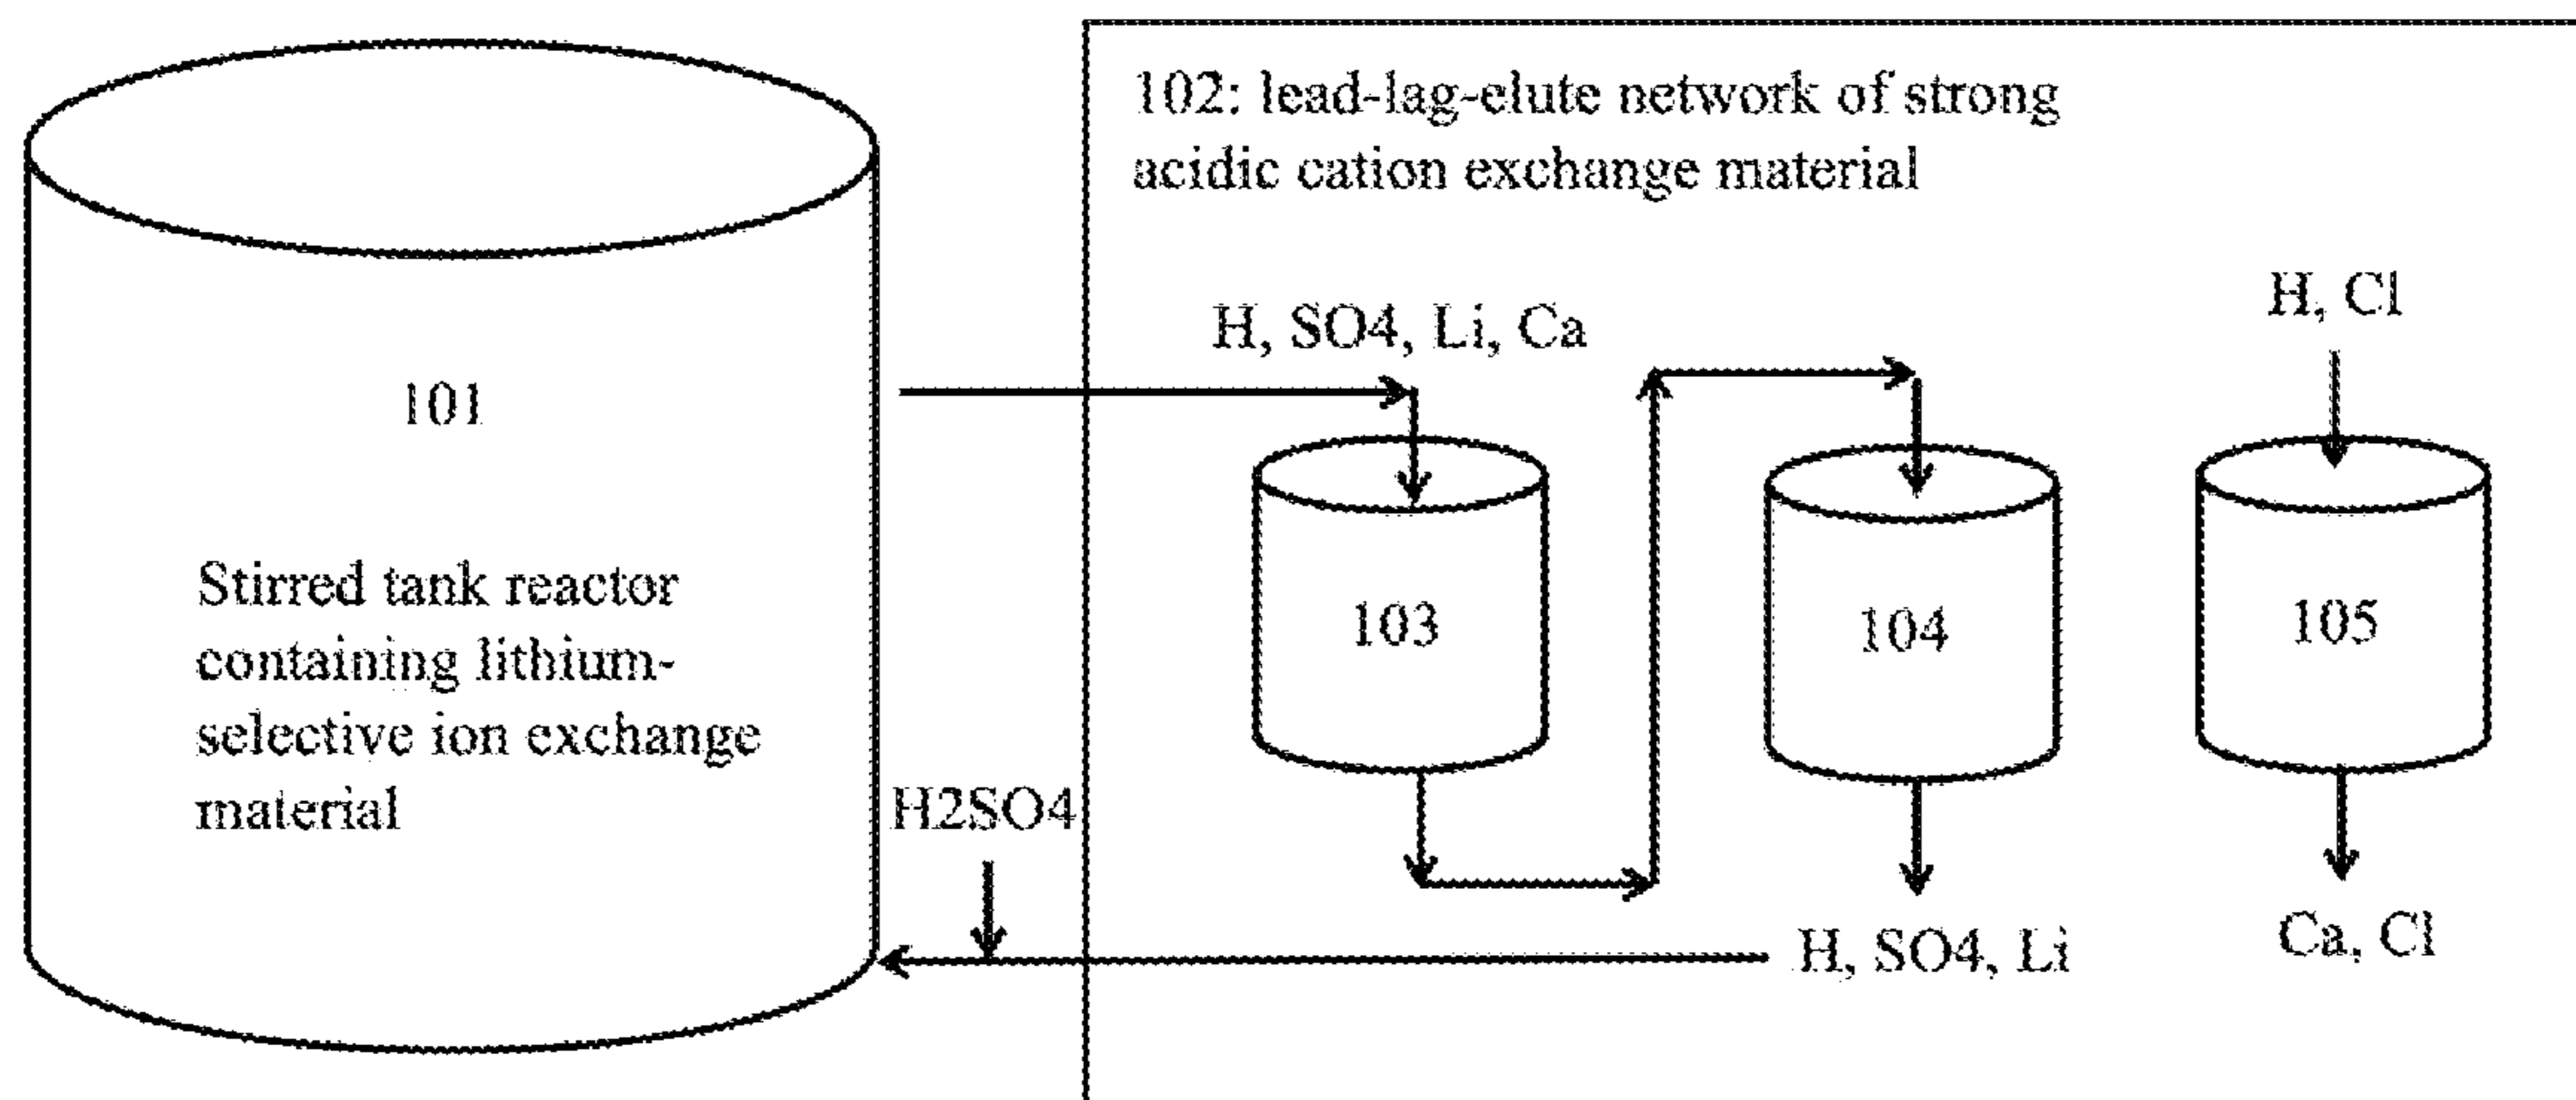 102: lead-lag-elute network of strong
acidic cation exchange material
H, SO4, Li, Ca
H, Cl
101
Stirred tank reactor
containing lithium-
selective ion exchange
material
H2SO4
103
104
105
H, SO4, Li
Ca, Cl